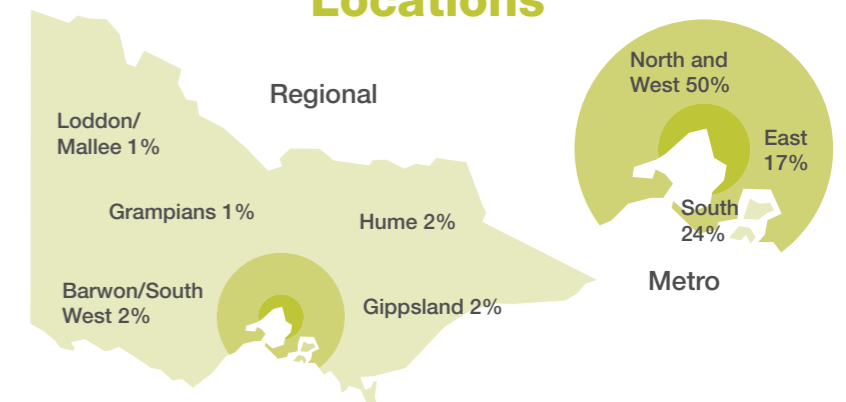 Locations
Regional
Loddon/
Mallee 1%
Grampians 1%
Hume 2%
Barwon/South
West 2%
Gippsland 2%
North and
West 50%
East
17%
South
24%
Metro